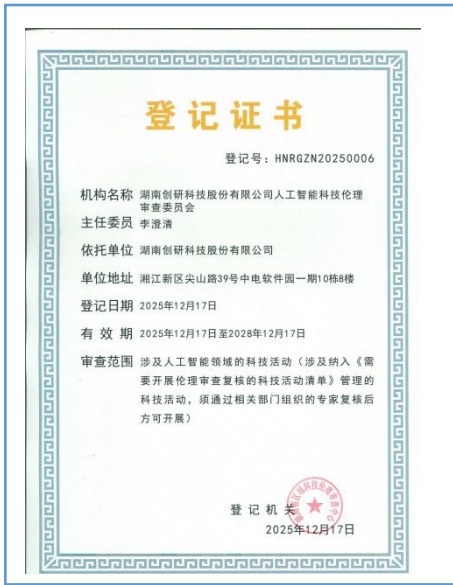 登记证书
登记号：HNRGZN20250006
机构名称 湖南创研科技股份有限公司人工智能科技伦理
审查委员会
主任委员 李澄清
依托单位 湖南创研科技股份有限公司
单位地址 湘江新区尖山路39号中电软件园一期10栋8楼
登记日期 2025年12月17日
有效期 2025年12月17日至2028年12月17日
审查范围 涉及人工智能领域的科技活动（涉及纳入《需
要开展伦理审查复核的科技活动清单》管理的
科技活动，须通过相关部门组织的专家复核后
方可开展）
登记机关
2025年12月17日